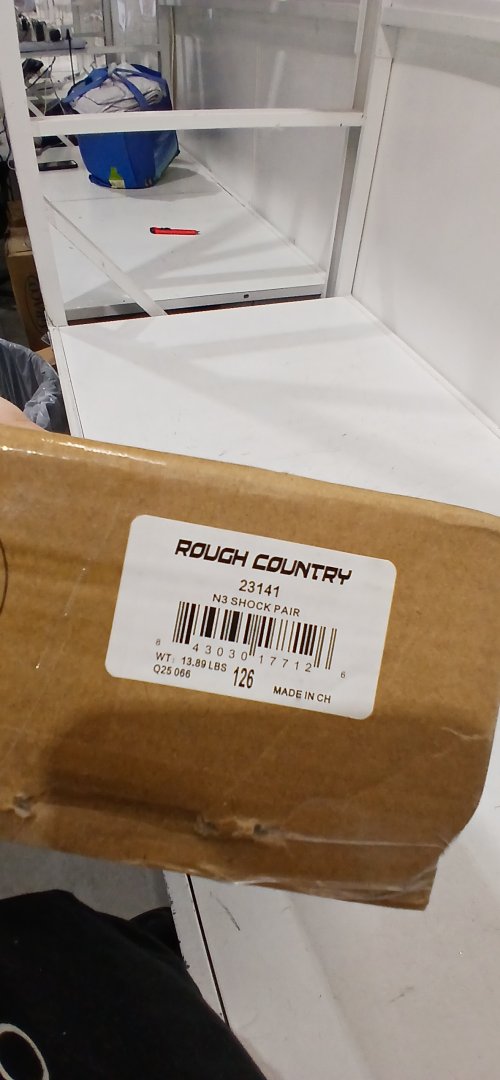 ROUGH COUNTRY
23141
N3 SHOCK PAIR
8 43030 17712 6
WT: 13.89 LBS 126
Q25 066
MADE IN CH